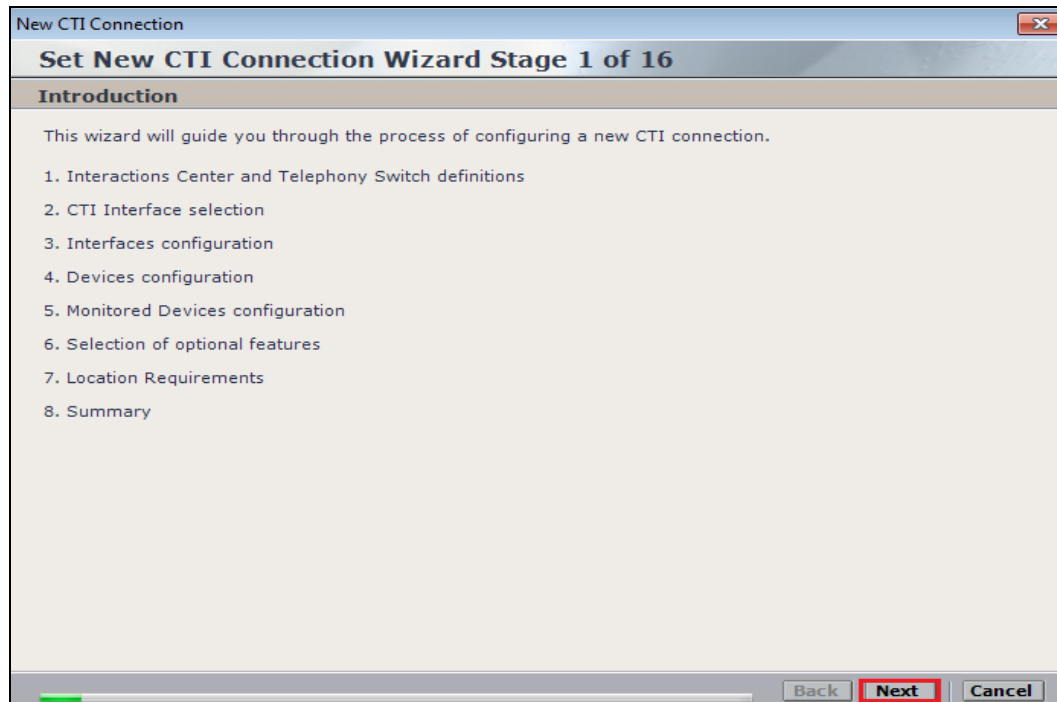 New CTI Connection
Set New CTI Connection Wizard Stage 1 of 16
Introduction
This wizard will guide you through the process of configuring a new CTI connection.
1. Interactions Center and Telephony Switch definitions
2. CTI Interface selection
3. Interfaces configuration
4. Devices configuration
5. Monitored Devices configuration
6. Selection of optional features
7. Location Requirements
8. Summary
Back Next Cancel